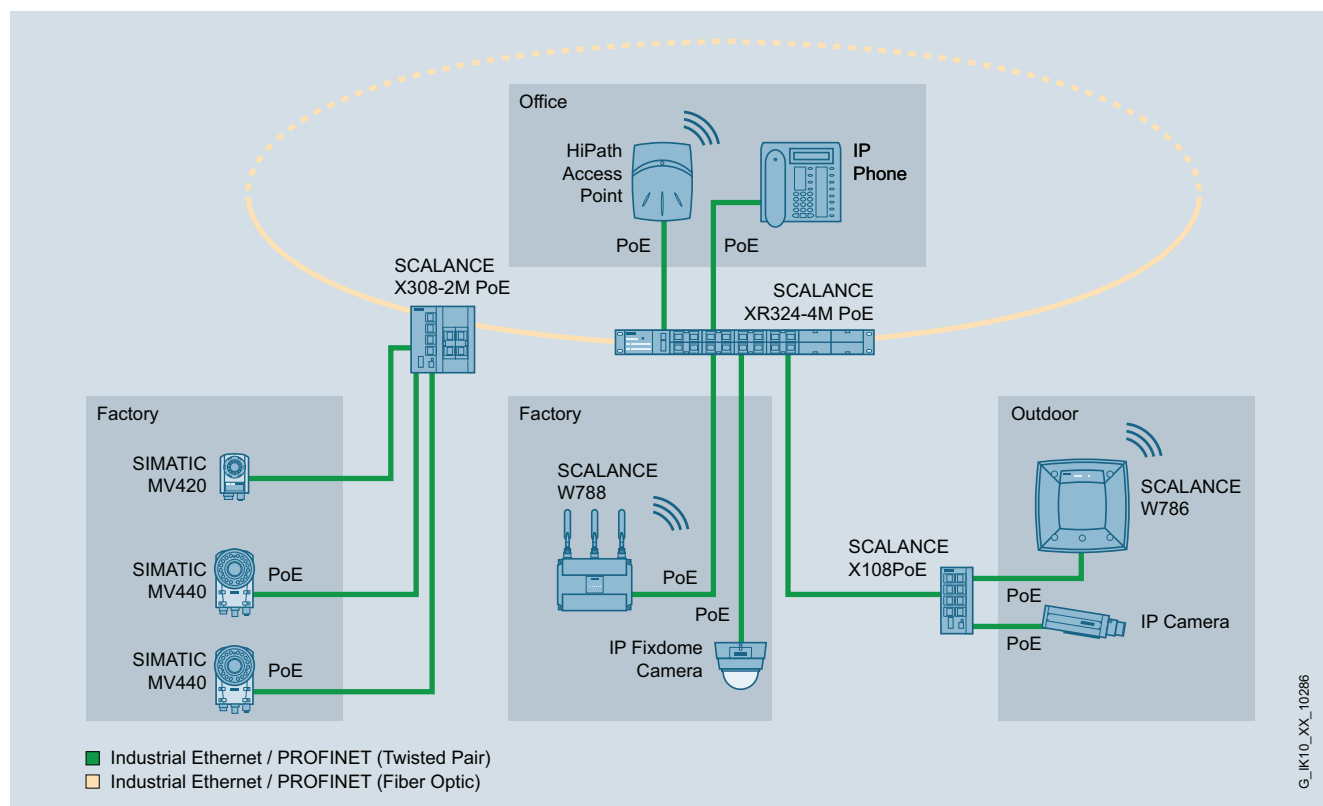 Office
HiPath
Access
Point
IP
Phone
PoE
PoE
SCALANCE
X308-2M PoE
SCALANCE
XR324-4M PoE
Factory
SIMATIC
MV420
SIMATIC
MV440
PoE
SIMATIC
MV440
PoE
Factory
SCALANCE
W788
PoE
PoE
IP Fixdome
Camera
Outdoor
SCALANCE
W786
SCALANCE
X108PoE
PoE
IP Camera
PoE
Industrial Ethernet / PROFINET (Twisted Pair)
Industrial Ethernet / PROFINET (Fiber Optic)
G_IK10_XX_10286